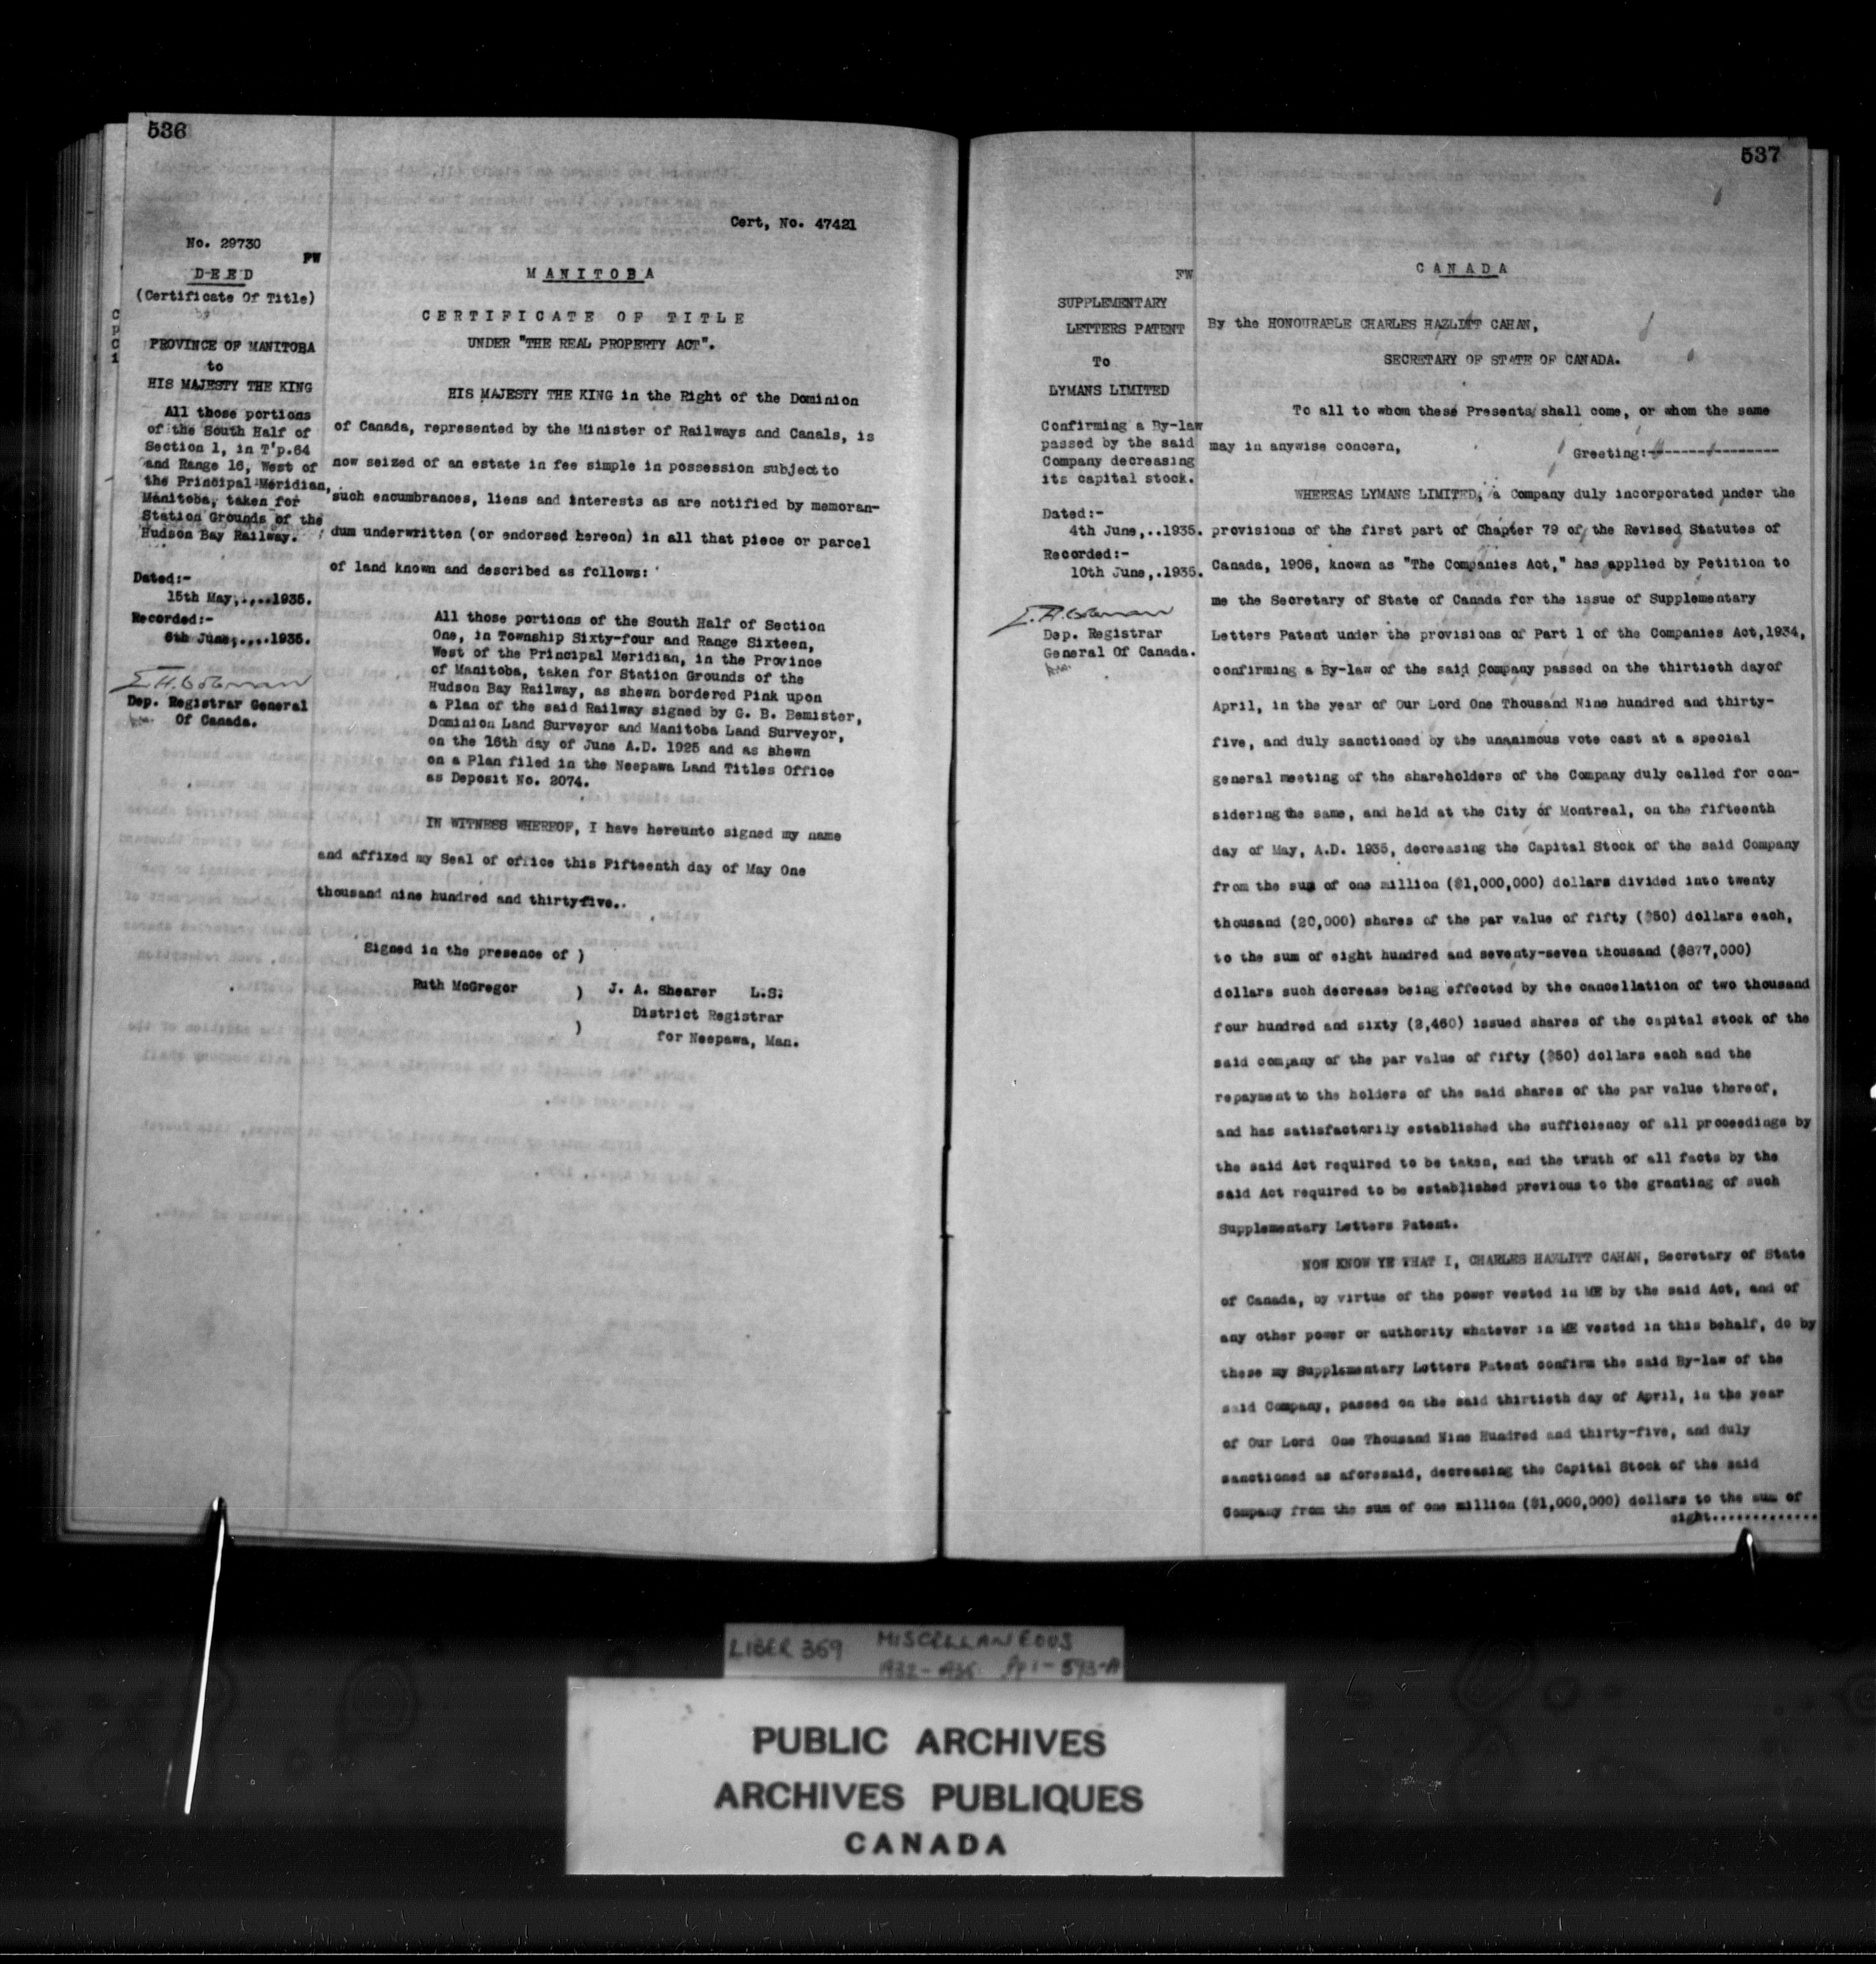 536
Cert, No. 47421
No. 29730
FW
DEED
(Certificate Of Title)
C
P
C
1
PROVINCE OF MANITOBA
to
HIS MAJESTY THE KING
All those portions
of the South Half of
Section 1, in T'p.64
and Range 16, West of
the Principal Meridian,
Manitoba, taken for
Station Grounds of the
Hudson Bay Railway.
Dated:-
15th May,.,..1935.
Recorded:-
6th June,....1935.
Dep. Registrar General
Of Canada.
MANITOBA
CERTIFICATE OF TITLE
UNDER "THE REAL PROPERTY ACT".
HIS MAJESTY THE KING in the Right of the Dominion
of Canada, represented by the Minister of Railways and Canals, is
now seized of an estate in fee simple in possession subject to
such encumbrances, liens and interests as are notified by memoran-
dum underwritten (or endorsed hereon) in all that piece or parcel
of land known and described as follows:
All those portions of the South Half of Section
One, in Township Sixty-four and Range Sixteen,
West of the Principal Meridian, in the Province
of Manitoba, taken for Station Grounds of the
Hudson Bay Railway, as shewn bordered Pink upon
a Plan of the said Railway signed by G. B. Bemister,
Dominion Land Surveyor and Manitoba Land Surveyor,
on the 16th day of June A.D. 1925 and as shewn
on a Plan filed in the Neepawa Land Titles Office
as Deposit No. 2074.
IN WITNESS WHEREOF, I have hereunto signed my name
and affixed my Seal of office this Fifteenth day of May One
thousand nine hundred and thirty-five..
Signed in the presence of )
Ruth McGregor ) J. A. Shearer L.S.
District Registrar
)
for Neepawa, Man.
537
FW
SUPPLEMENTARY
LETTERS PATENT
To
LYMANS LIMITED
Confirming a By-law
passed by the said
Company decreasing
its capital stock.
Dated:-
4th June,..1935.
Recorded:-
10th June,.1935.
Dep. Registrar
General Of Canada.
CANADA
By the HONOURABLE CHARLES HAZLITT CAHAN,
SECRETARY OF STATE OF CANADA.
To all to whom these Presents shall come, or whom the same
may in anywise concern, Greeting:-----------------
WHEREAS LYMANS LIMITED, a Company duly incorporated under the
provisions of the first part of Chapter 79 of the Revised Statutes of
Canada, 1906, known as "The Companies Act," has applied by Petition to
me the Secretary of State of Canada for the issue of Supplementary
Letters Patent under the provisions of Part 1 of the Companies Act,1934,
confirming a By-law of the said Company passed on the thirtieth dayof
April, in the year of Our Lord One Thousand Nine hundred and thirty-
five, and duly sanctioned by the unanimous vote cast at a special
general meeting of the shareholders of the Company duly called for con-
sidering the same, and held at the City of Montreal, on the fifteenth
day of May, A.D. 1935, decreasing the Capital Stock of the said Company
from the sum of one million ($1,000,000) dollars divided into twenty
thousand (20,000) shares of the par value of fifty ($50) dollars each,
to the sum of eight hundred and seventy-seven thousand ($877,000)
dollars such decrease being effected by the cancellation of two thousand
four hundred and sixty (2,460) issued shares of the capital stock of the
said company of the par value of fifty ($50) dollars each and the
repayment to the holders of the said shares of the par value thereof,
and has satisfactorily established the sufficiency of all proceedings by
the said Act required to be taken, and the truth of all facts by the
said Act required to be established previous to the granting of such
Supplementary Letters Patent.
NOW KNOW YE THAT I, CHARLES HAZLITT CAHAN, Secretary of State
of Canada, by virtue of the power vested in ME by the said Act, and of
any other power or authority whatever in ME vested in this behalf, do by
these my Supplementary Letters Patent confirm the said By-law of the
said Company, passed on the said thirtieth day of April, in the year
of Our Lord One Thousand Nine Hundred and thirty-five, and duly
sanctioned as aforesaid, decreasing the Capital Stock of the said
Company from the sum of one million ($1,000,000) dollars to the sum of
eight.............
LIBER 369 MISCELLANEOUS
1932-1935 Pp 1-593-A
PUBLIC ARCHIVES
ARCHIVES PUBLIQUES
CANADA